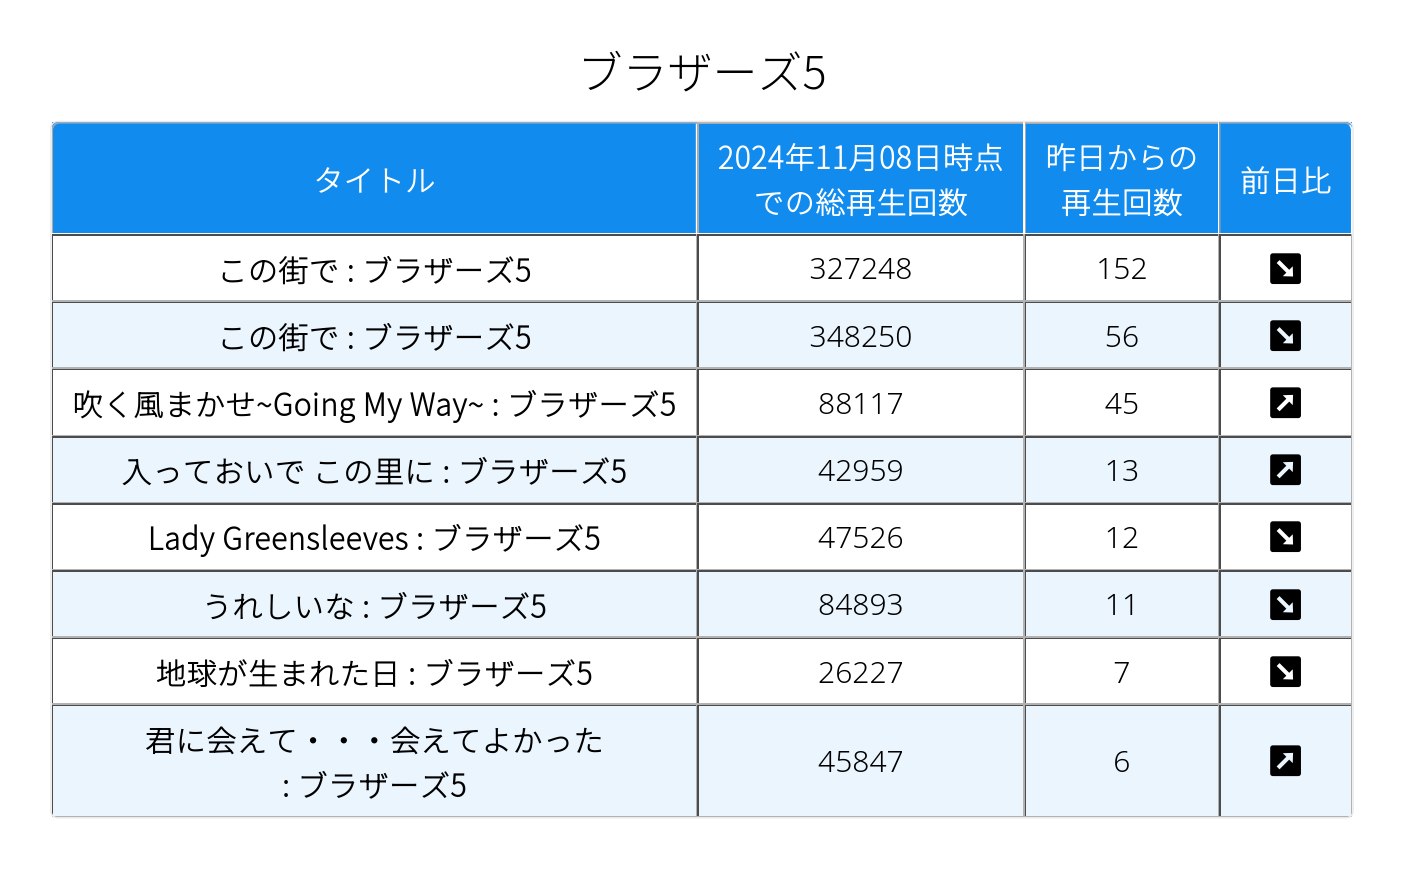 ブラザーズ5
タイトル
2024年11月08日時点
での総再生回数
昨日からの
再生回数
前日比
この街で : ブラザーズ5
327248
152
この街で : ブラザーズ5
348250
56
吹く風まかせ~Going My Way~ : ブラザーズ5
88117
45
入っておいで この里に : ブラザーズ5
42959
13
Lady Greensleeves : ブラザーズ5
47526
12
うれしいな : ブラザーズ5
84893
11
地球が生まれた日 : ブラザーズ5
26227
7
君に会えて・・・会えてよかった
: ブラザーズ5
45847
6